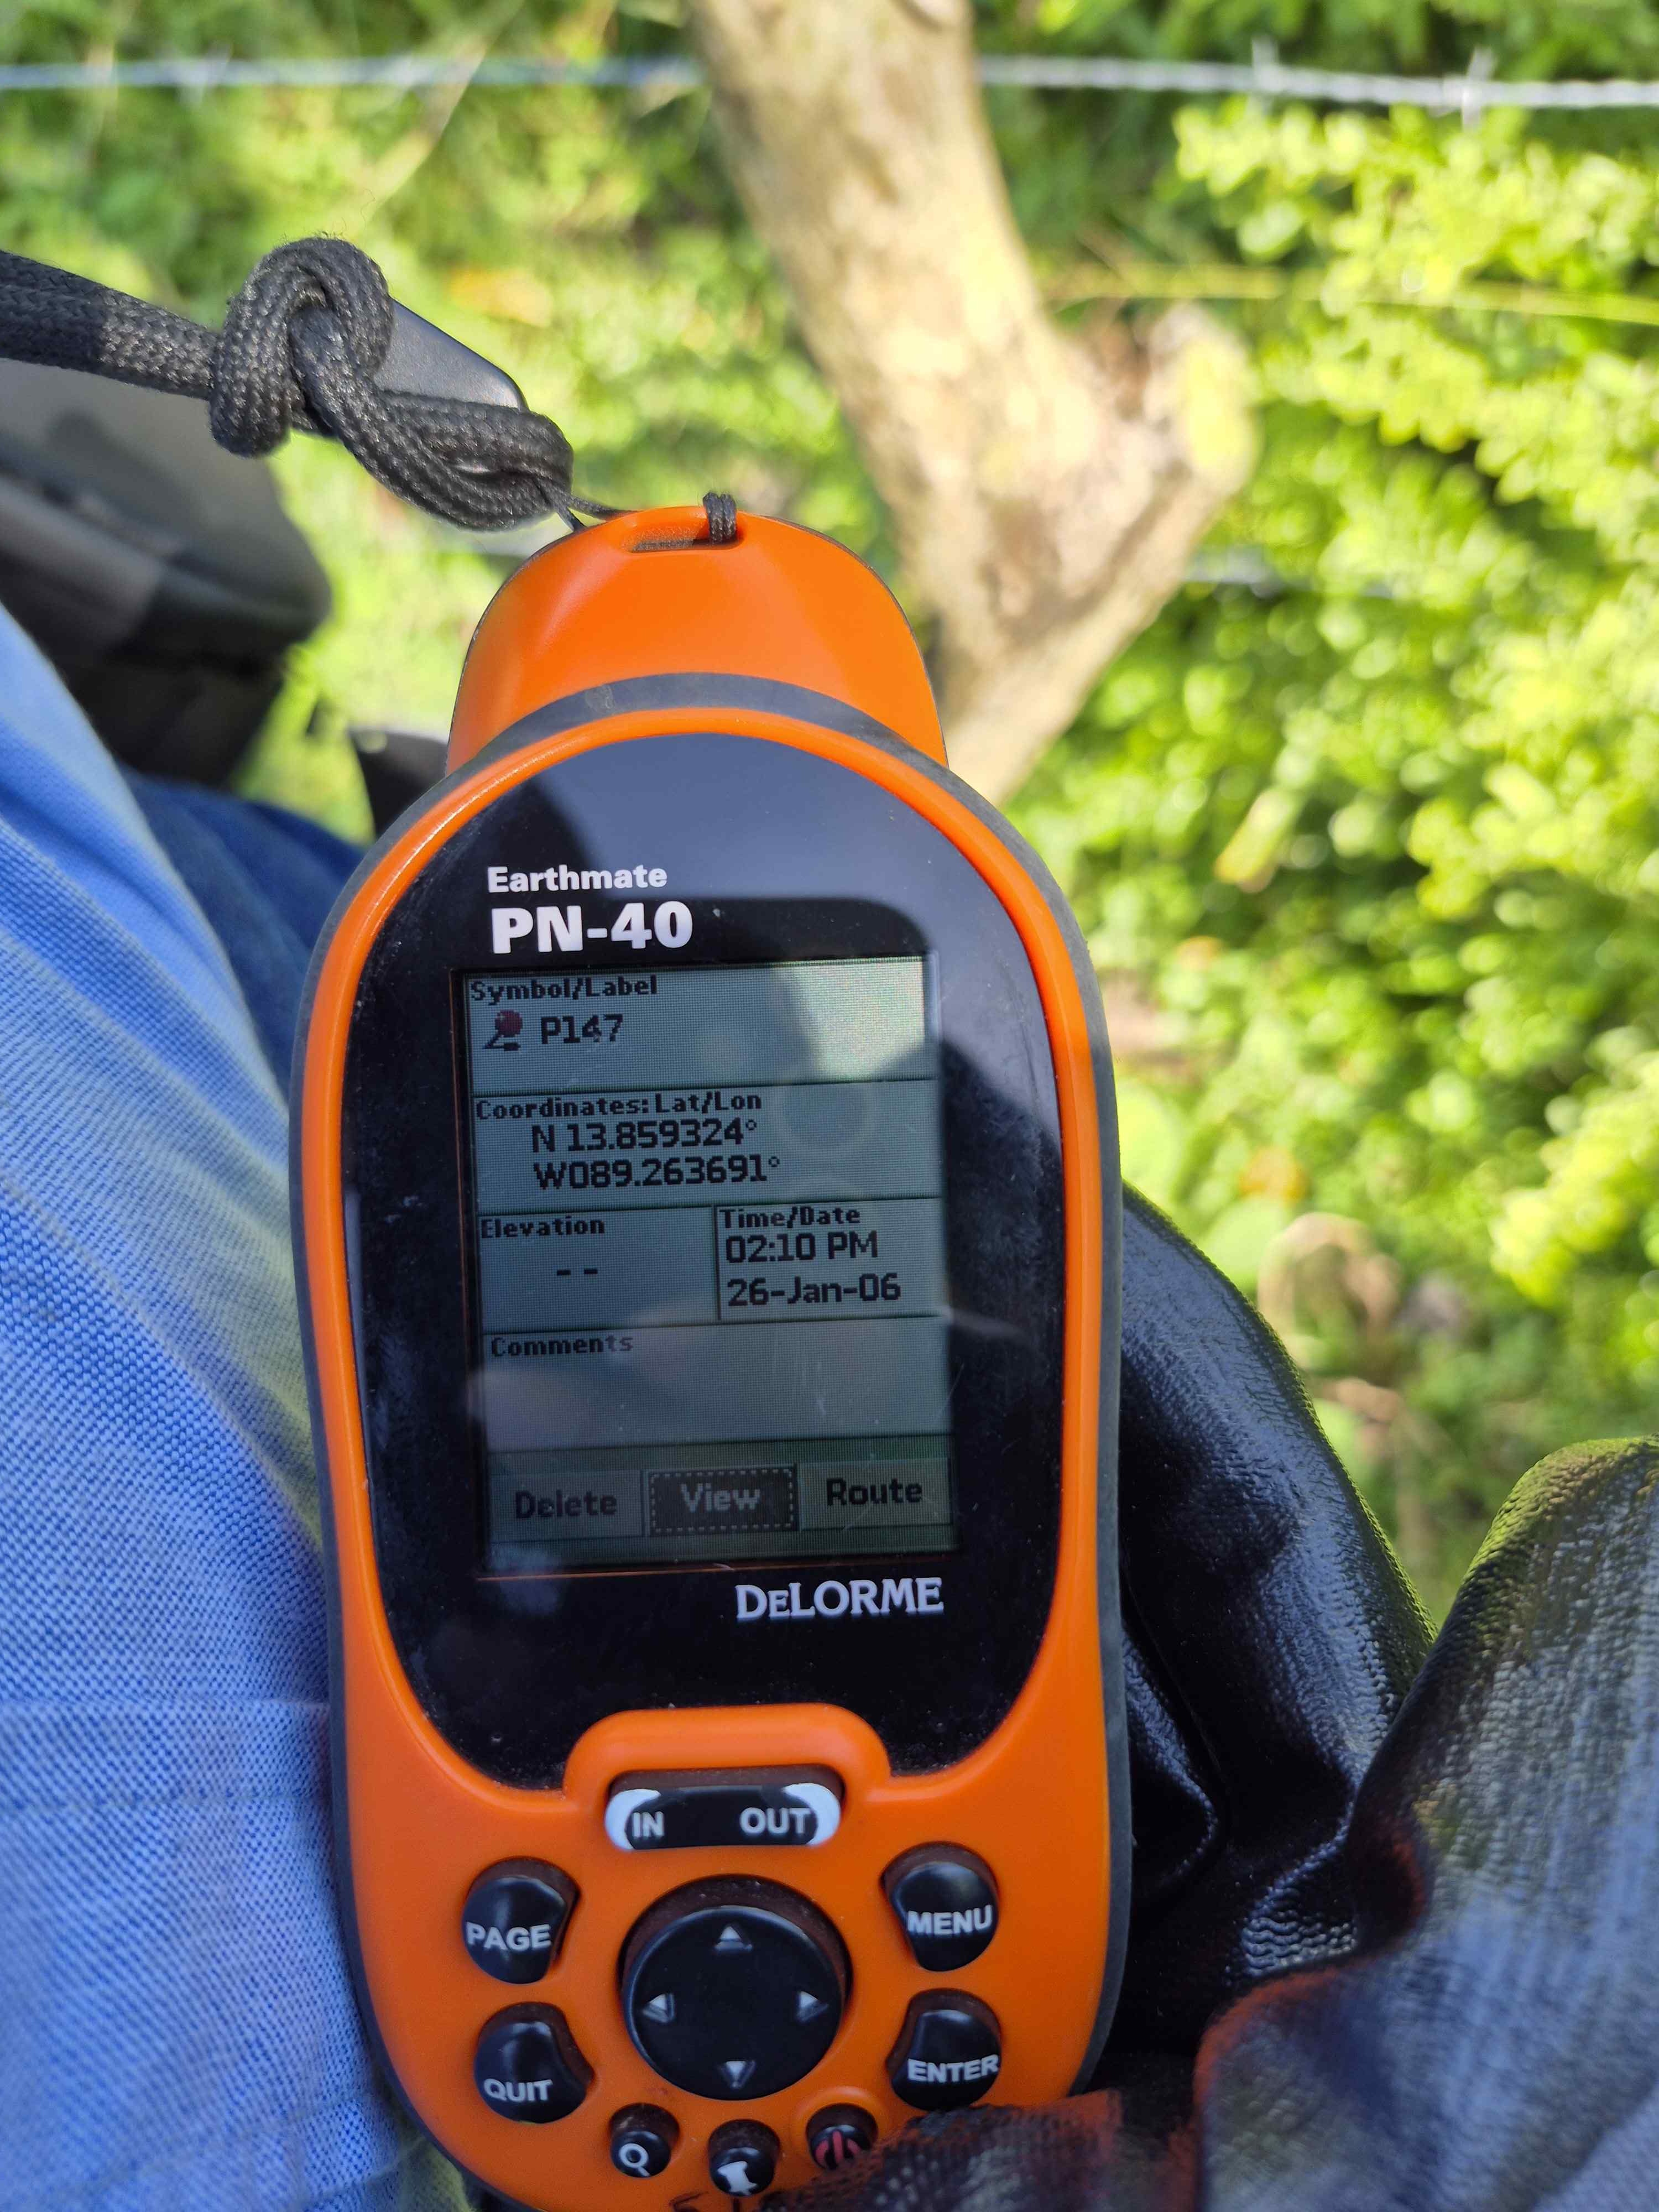 Earthmate
PN-40
Symbol/Label
P147
Coordinates: Lat/Lon
N 13.859324°
W089.263691°
Elevation
--
Time/Date
02:10 PM
26-Jan-06
Comments
Delete View Route
DELORME
IN OUT
PAGE MENU
QUIT ENTER